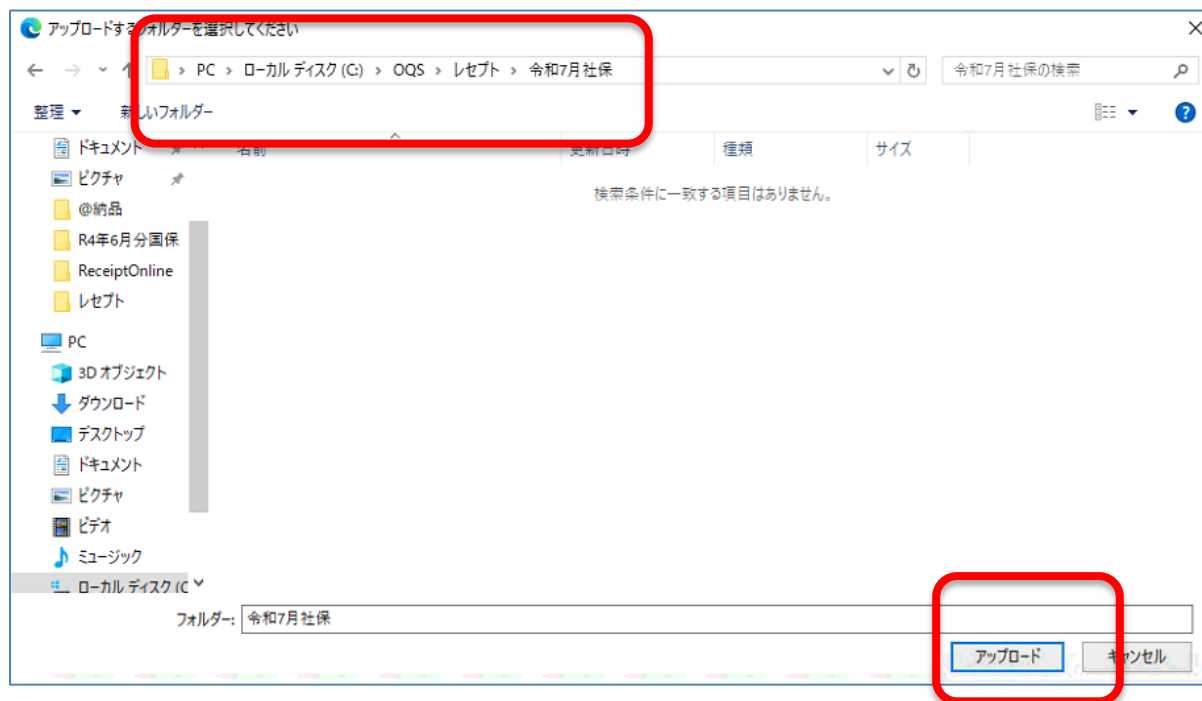 アップロードするフォルダーを選択してください
PC > ローカル ディスク (C:) > OQS > レセプト > 令和7月社保
令和7月社保の検索
整理 新しいフォルダー
名前 更新日時 種類 サイズ
ドキュメント
検索条件に一致する項目はありません。
ピクチャ
@納品
R4年6月分国保
ReceiptOnline
レセプト
PC
3D オブジェクト
ダウンロード
デスクトップ
ドキュメント
ピクチャ
ビデオ
ミュージック
ローカル ディスク (C
フォルダー: 令和7月社保
アップロード キャンセル